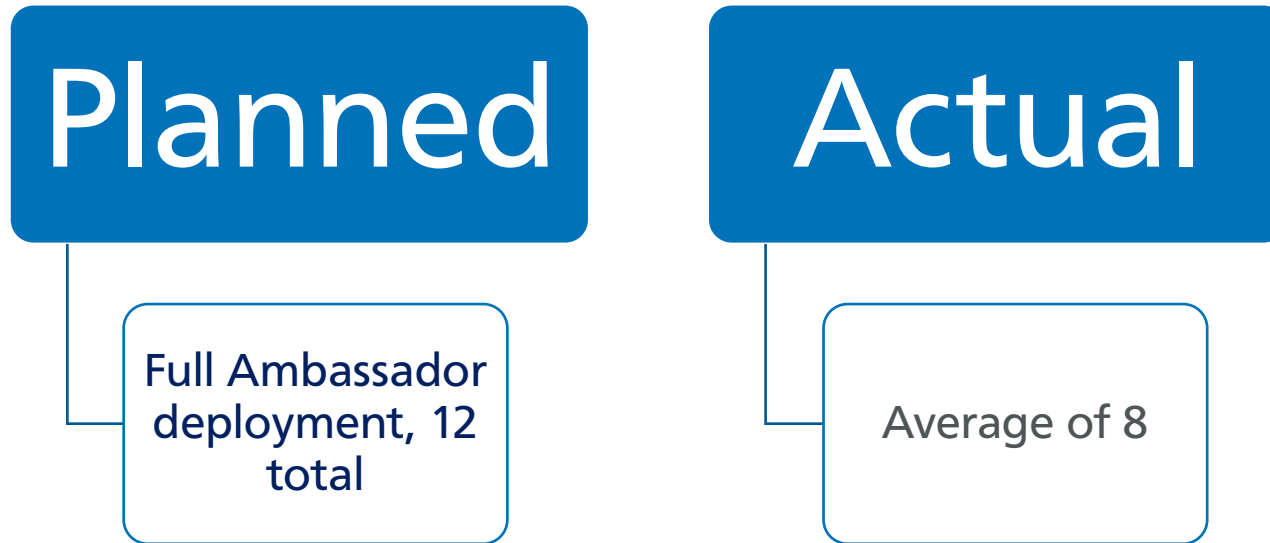 Planned
Actual
Full Ambassador
deployment, 12
total
Average of 8